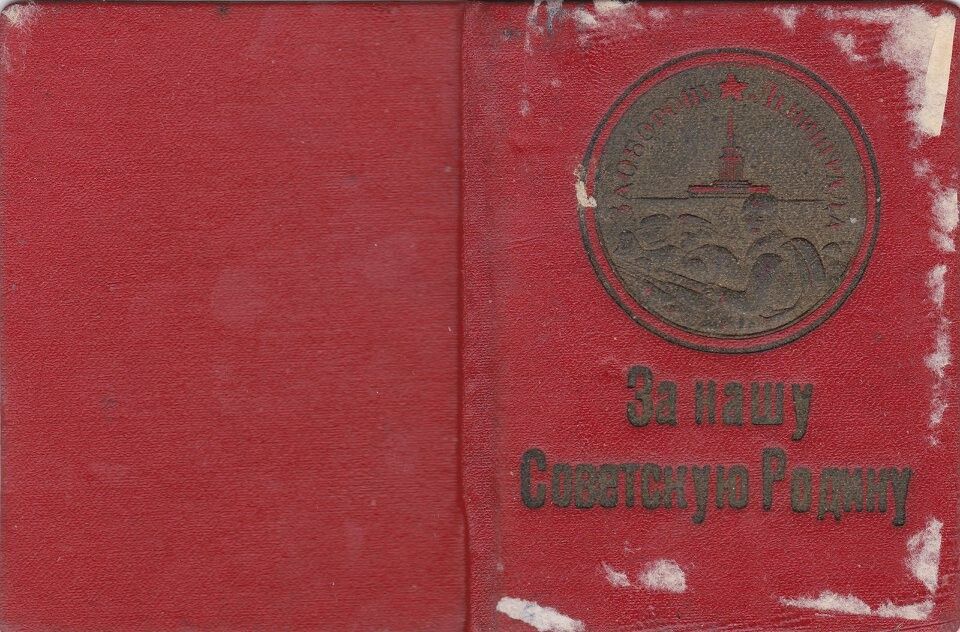 ЗА ОБОРОНУ ★ ЛЕНИНГРАДА
За нашу
Советскую Родину